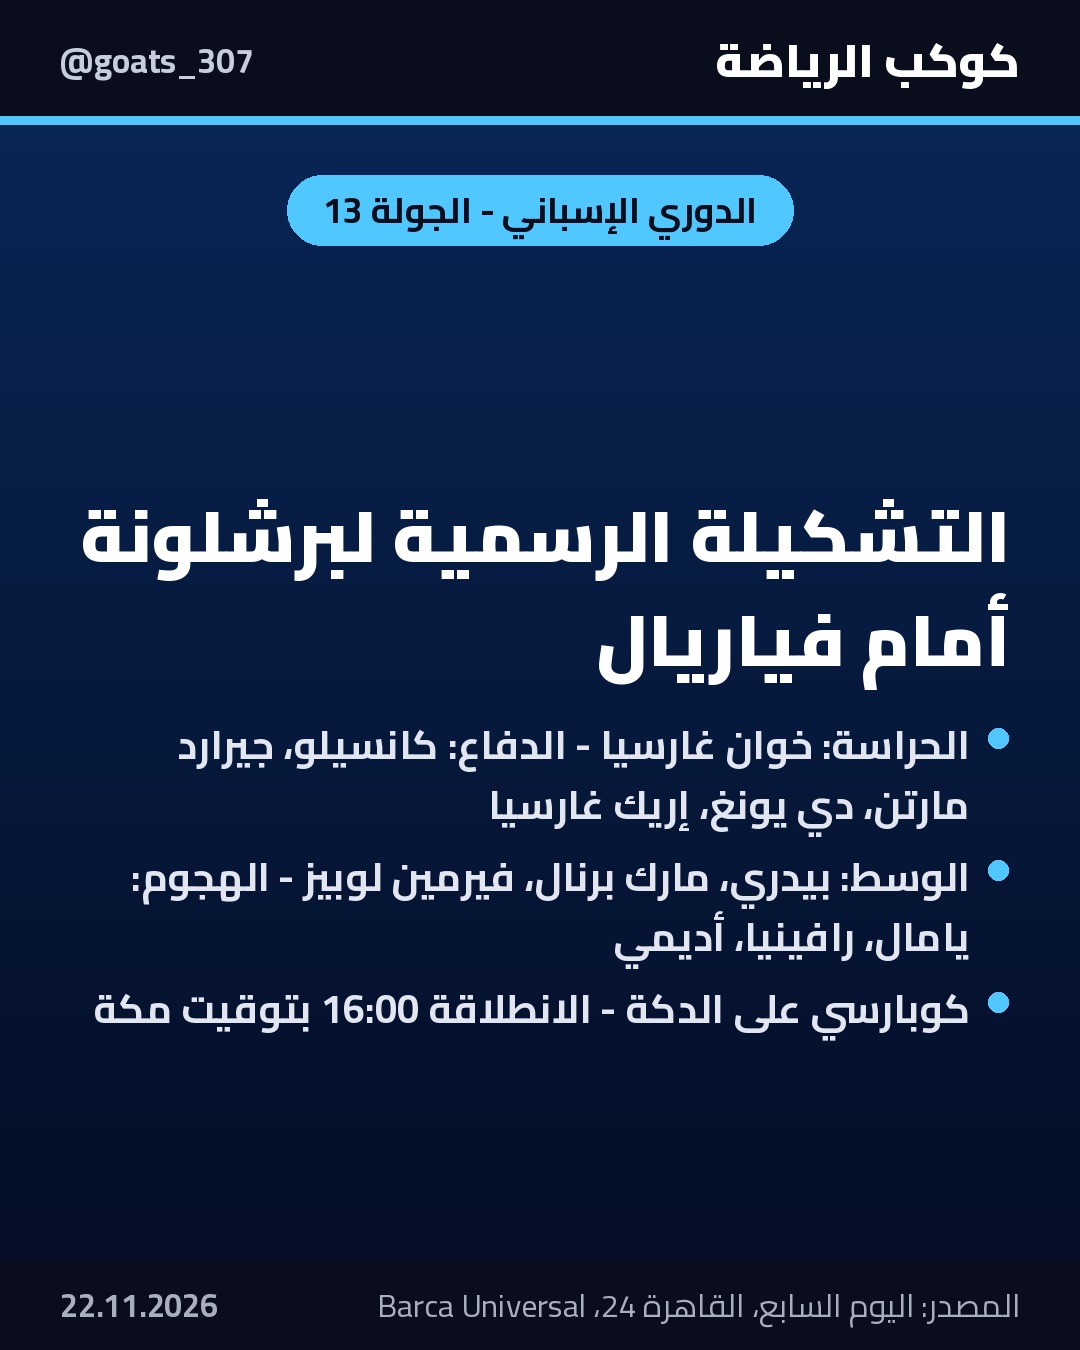 كوكب الرياضة
@goats_307
الدوري الإسباني - الجولة 13
التشكيلة الرسمية لبرشلونة
أمام فياريال
الحراسة: خوان غارسيا - الدفاع: كانسيلو، جيرارد
مارتن، دي يونغ، إريك غارسيا
الوسط: بيدري، مارك برنال، فيرمين لوبيز - الهجوم:
يامال، رافينيا، أديمي
كوبارسي على الدكة - الانطلاقة 16:00 بتوقيت مكة
المصدر: اليوم السابع، القاهرة 24، Barca Universal
22.11.2026